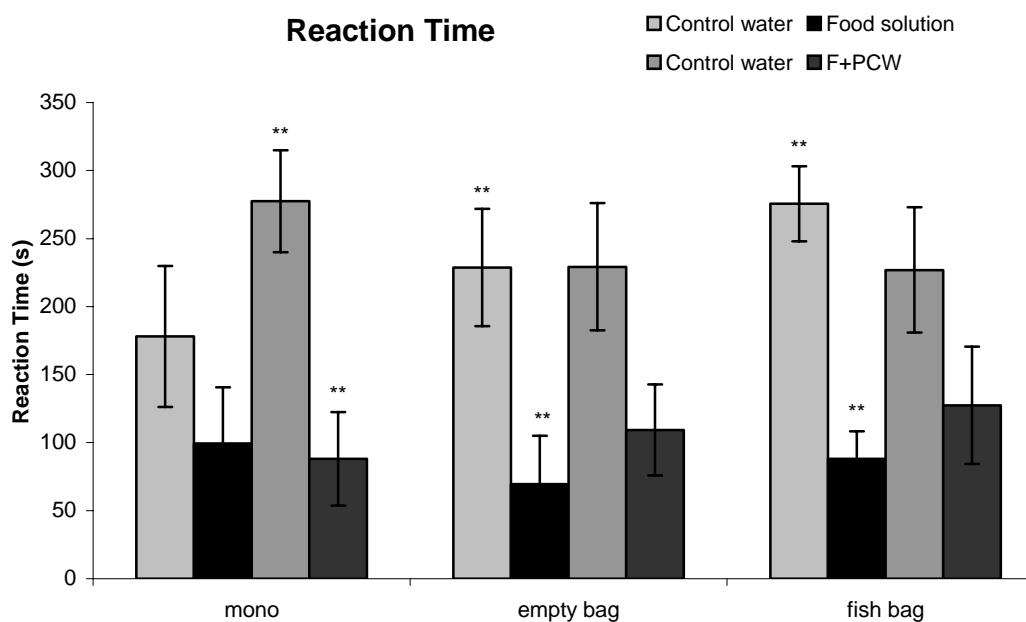 Reaction Time
Control water
Food solution
Control water
F+PCW
Reaction Time (s)
350
300
250
200
150
100
50
0
**
**
**
**
**
**
mono
empty bag
fish bag